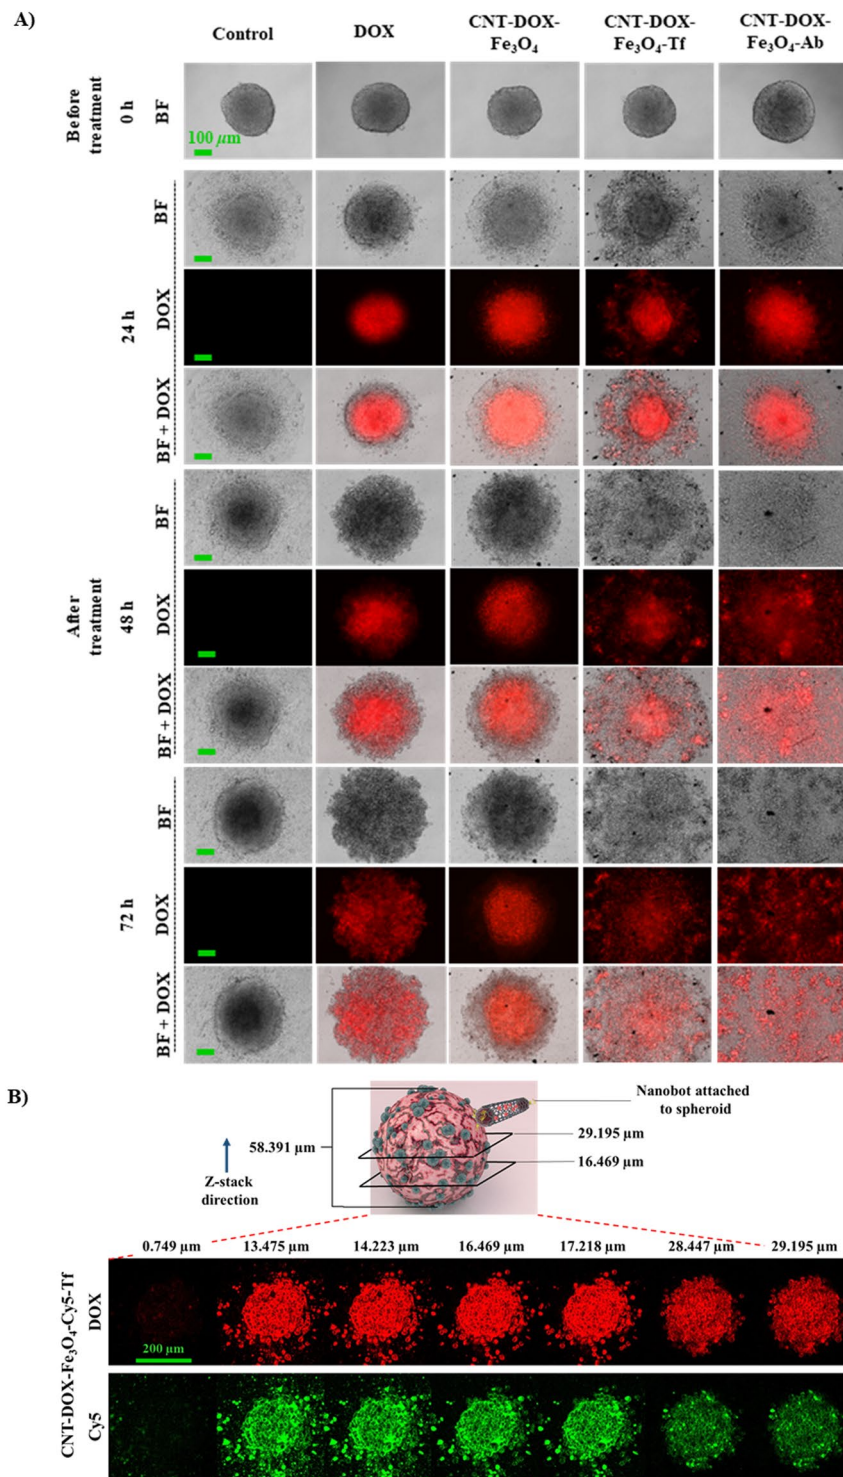 A)
Control
DOX
CNT-DOX-
Fe₃O₄
CNT-DOX-
Fe₃O₄-Tf
CNT-DOX-
Fe₃O₄-Ab
Before
treatment
0 h
BF
100 µm
After
treatment
24 h
BF
DOX
BF + DOX
48 h
BF
DOX
BF + DOX
72 h
BF
DOX
BF + DOX
B)
Nanobot attached
to spheroid
58.391 µm
29.195 µm
16.469 µm
Z-stack
direction
0.749 µm
13.475 µm
14.223 µm
16.469 µm
17.218 µm
28.447 µm
29.195 µm
CNT-DOX-Fe₃O₄-Cy5-Tf
DOX
200 µm
Cy5